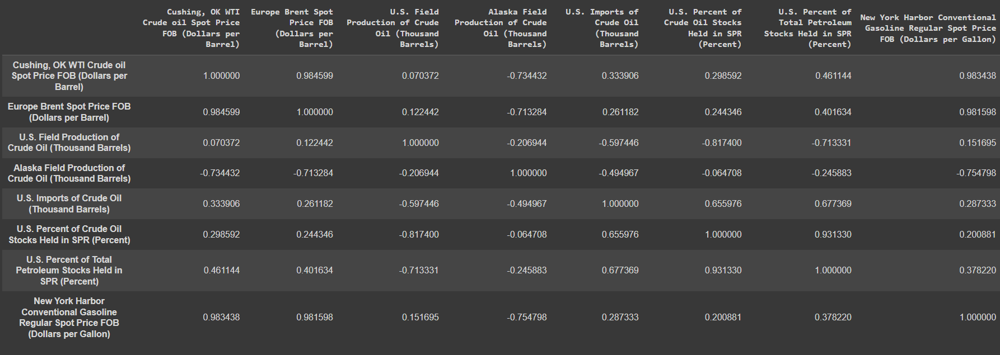 Cushing, OK WTI Crude oil Spot Price FOB (Dollars per Barrel) Europe Brent Spot Price FOB (Dollars per Barrel) U.S. Field Production of Crude Oil (Thousand Barrels) Alaska Field Production of Crude Oil (Thousand Barrels) U.S. Imports of Crude Oil (Thousand Barrels) U.S. Percent of Crude Oil Stocks Held in SPR (Percent) U.S. Percent of Total Petroleum Stocks Held in SPR (Percent) New York Harbor Conventional Gasoline Regular Spot Price FOB (Dollars per Gallon)
Cushing, OK WTI Crude oil Spot Price FOB (Dollars per Barrel) 1.000000 0.984599 0.070372 -0.734432 0.333906 0.298592 0.461144 0.983438
Europe Brent Spot Price FOB (Dollars per Barrel) 0.984599 1.000000 0.122442 -0.713284 0.261182 0.244346 0.401634 0.981598
U.S. Field Production of Crude Oil (Thousand Barrels) 0.070372 0.122442 1.000000 -0.206944 -0.597446 -0.817400 -0.713331 0.151695
Alaska Field Production of Crude Oil (Thousand Barrels) -0.734432 -0.713284 -0.206944 1.000000 -0.494967 -0.064708 -0.245883 -0.754798
U.S. Imports of Crude Oil (Thousand Barrels) 0.333906 0.261182 -0.597446 -0.494967 1.000000 0.655976 0.677369 0.287333
U.S. Percent of Crude Oil Stocks Held in SPR (Percent) 0.298592 0.244346 -0.817400 -0.064708 0.655976 1.000000 0.931330 0.200881
U.S. Percent of Total Petroleum Stocks Held in SPR (Percent) 0.461144 0.401634 -0.713331 -0.245883 0.677369 0.931330 1.000000 0.378220
New York Harbor Conventional Gasoline Regular Spot Price FOB (Dollars per Gallon) 0.983438 0.981598 0.151695 -0.754798 0.287333 0.200881 0.378220 1.000000